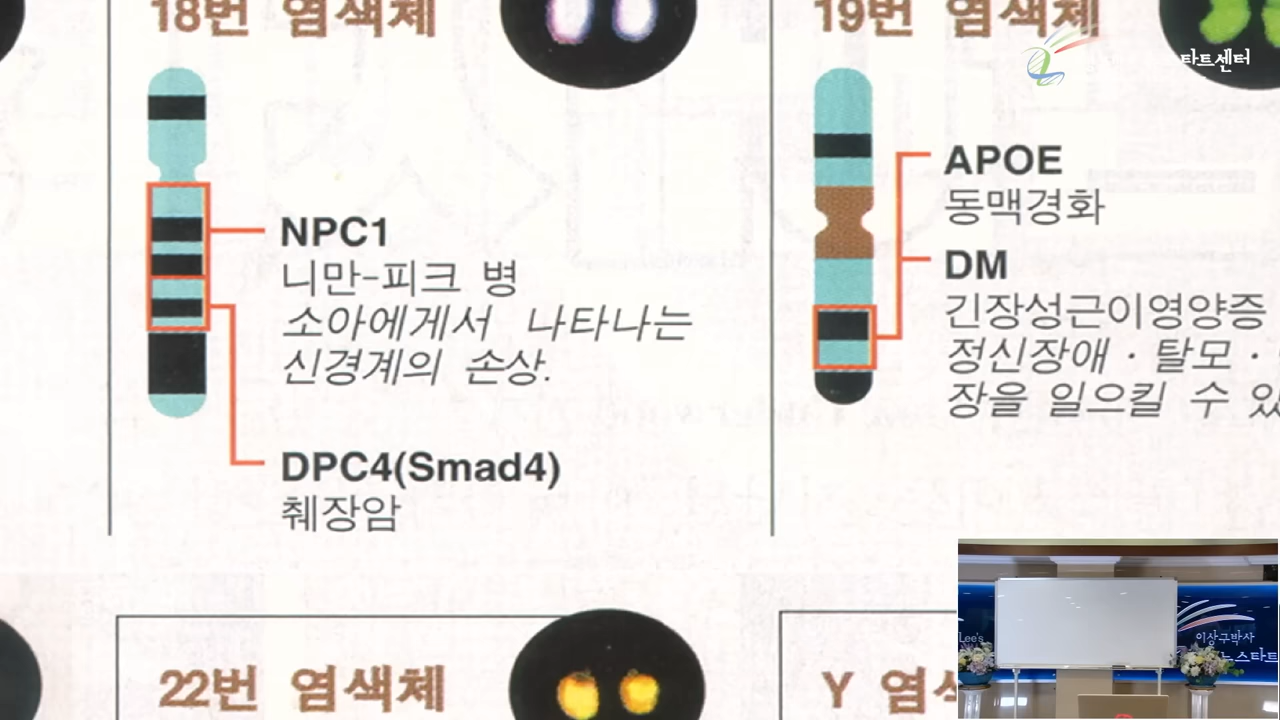 18번 염색체
NPC1
니만-피크 병
소아에게서 나타나는
신경계의 손상.
DPC4(Smad4)
췌장암
19번 염색체
타트센터
APOE
동맥경화
DM
긴장성근이영양증
정신장애 · 탈모 ·
장을 일으킬 수 있
22번 염색체
Y 염색
Lee's
이상구박사
뉴스타트